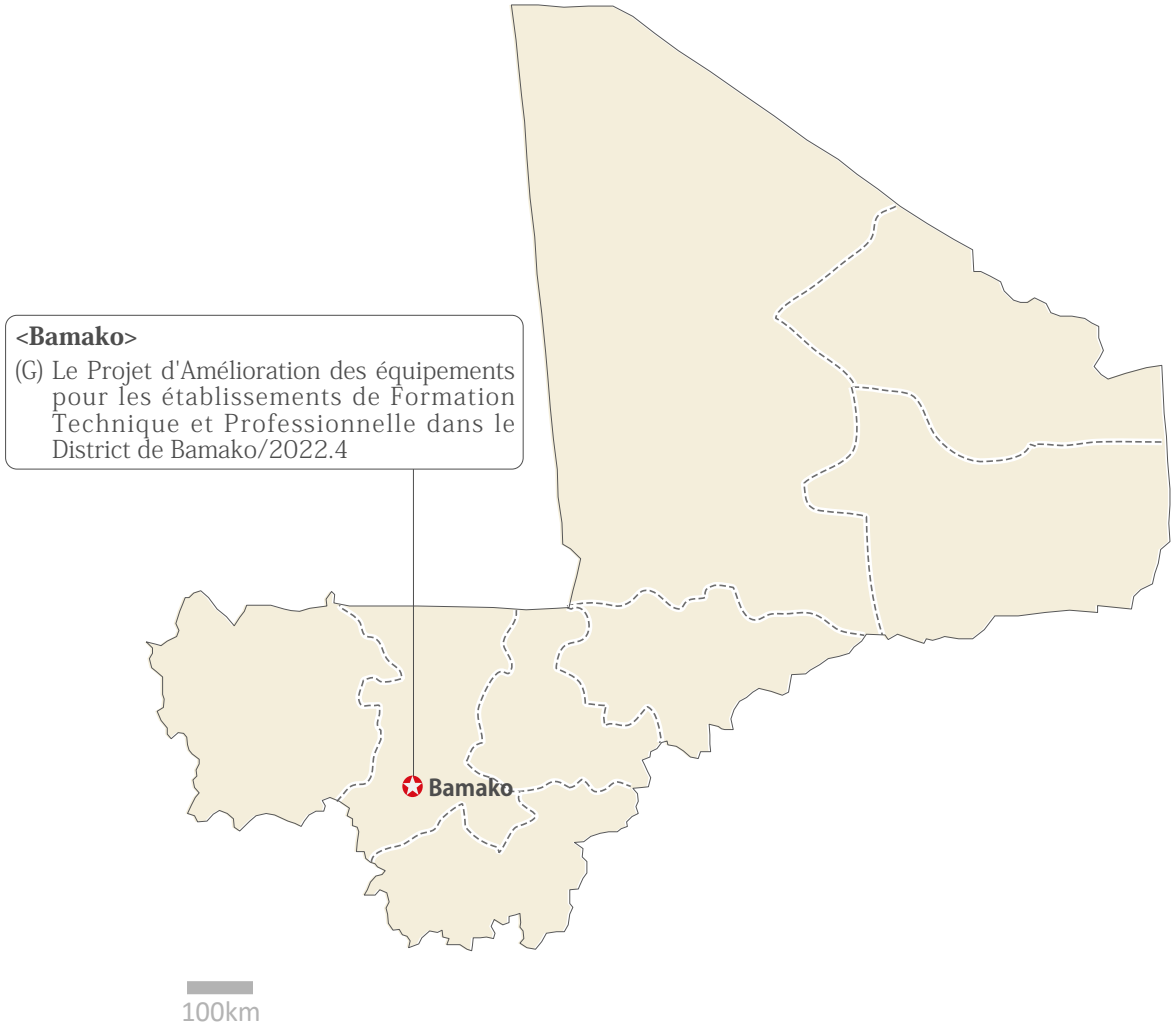 <Bamako>
(G) Le Projet d'Amélioration des équipements
pour les établissements de Formation
Technique et Professionnelle dans le
District de Bamako/2022.4
Bamako
100km